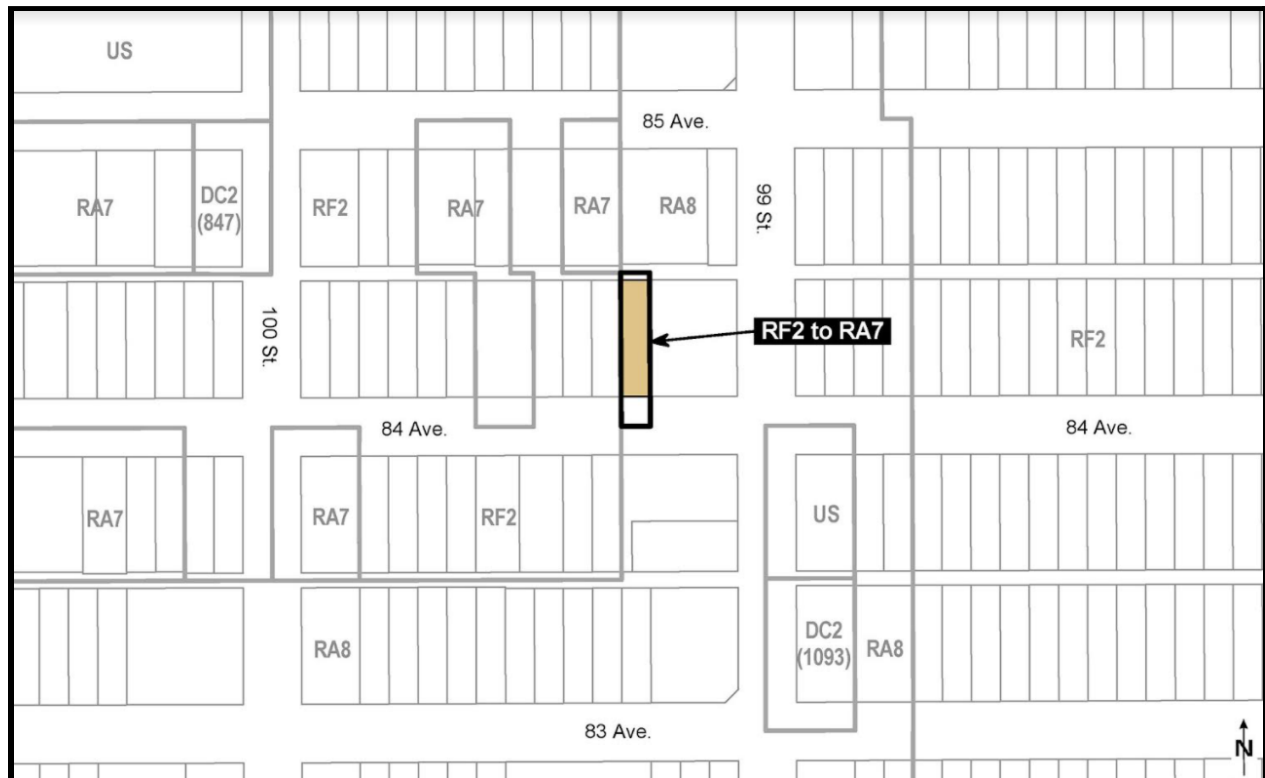 US
85 Ave.
RA7
DC2
(847)
RF2
RA7
RA7
RA8
99 St.
100 St.
RF2 to RA7
RF2
84 Ave.
84 Ave.
RA7
RA7
RF2
US
RA8
DC2
(1093)
RA8
83 Ave.
N